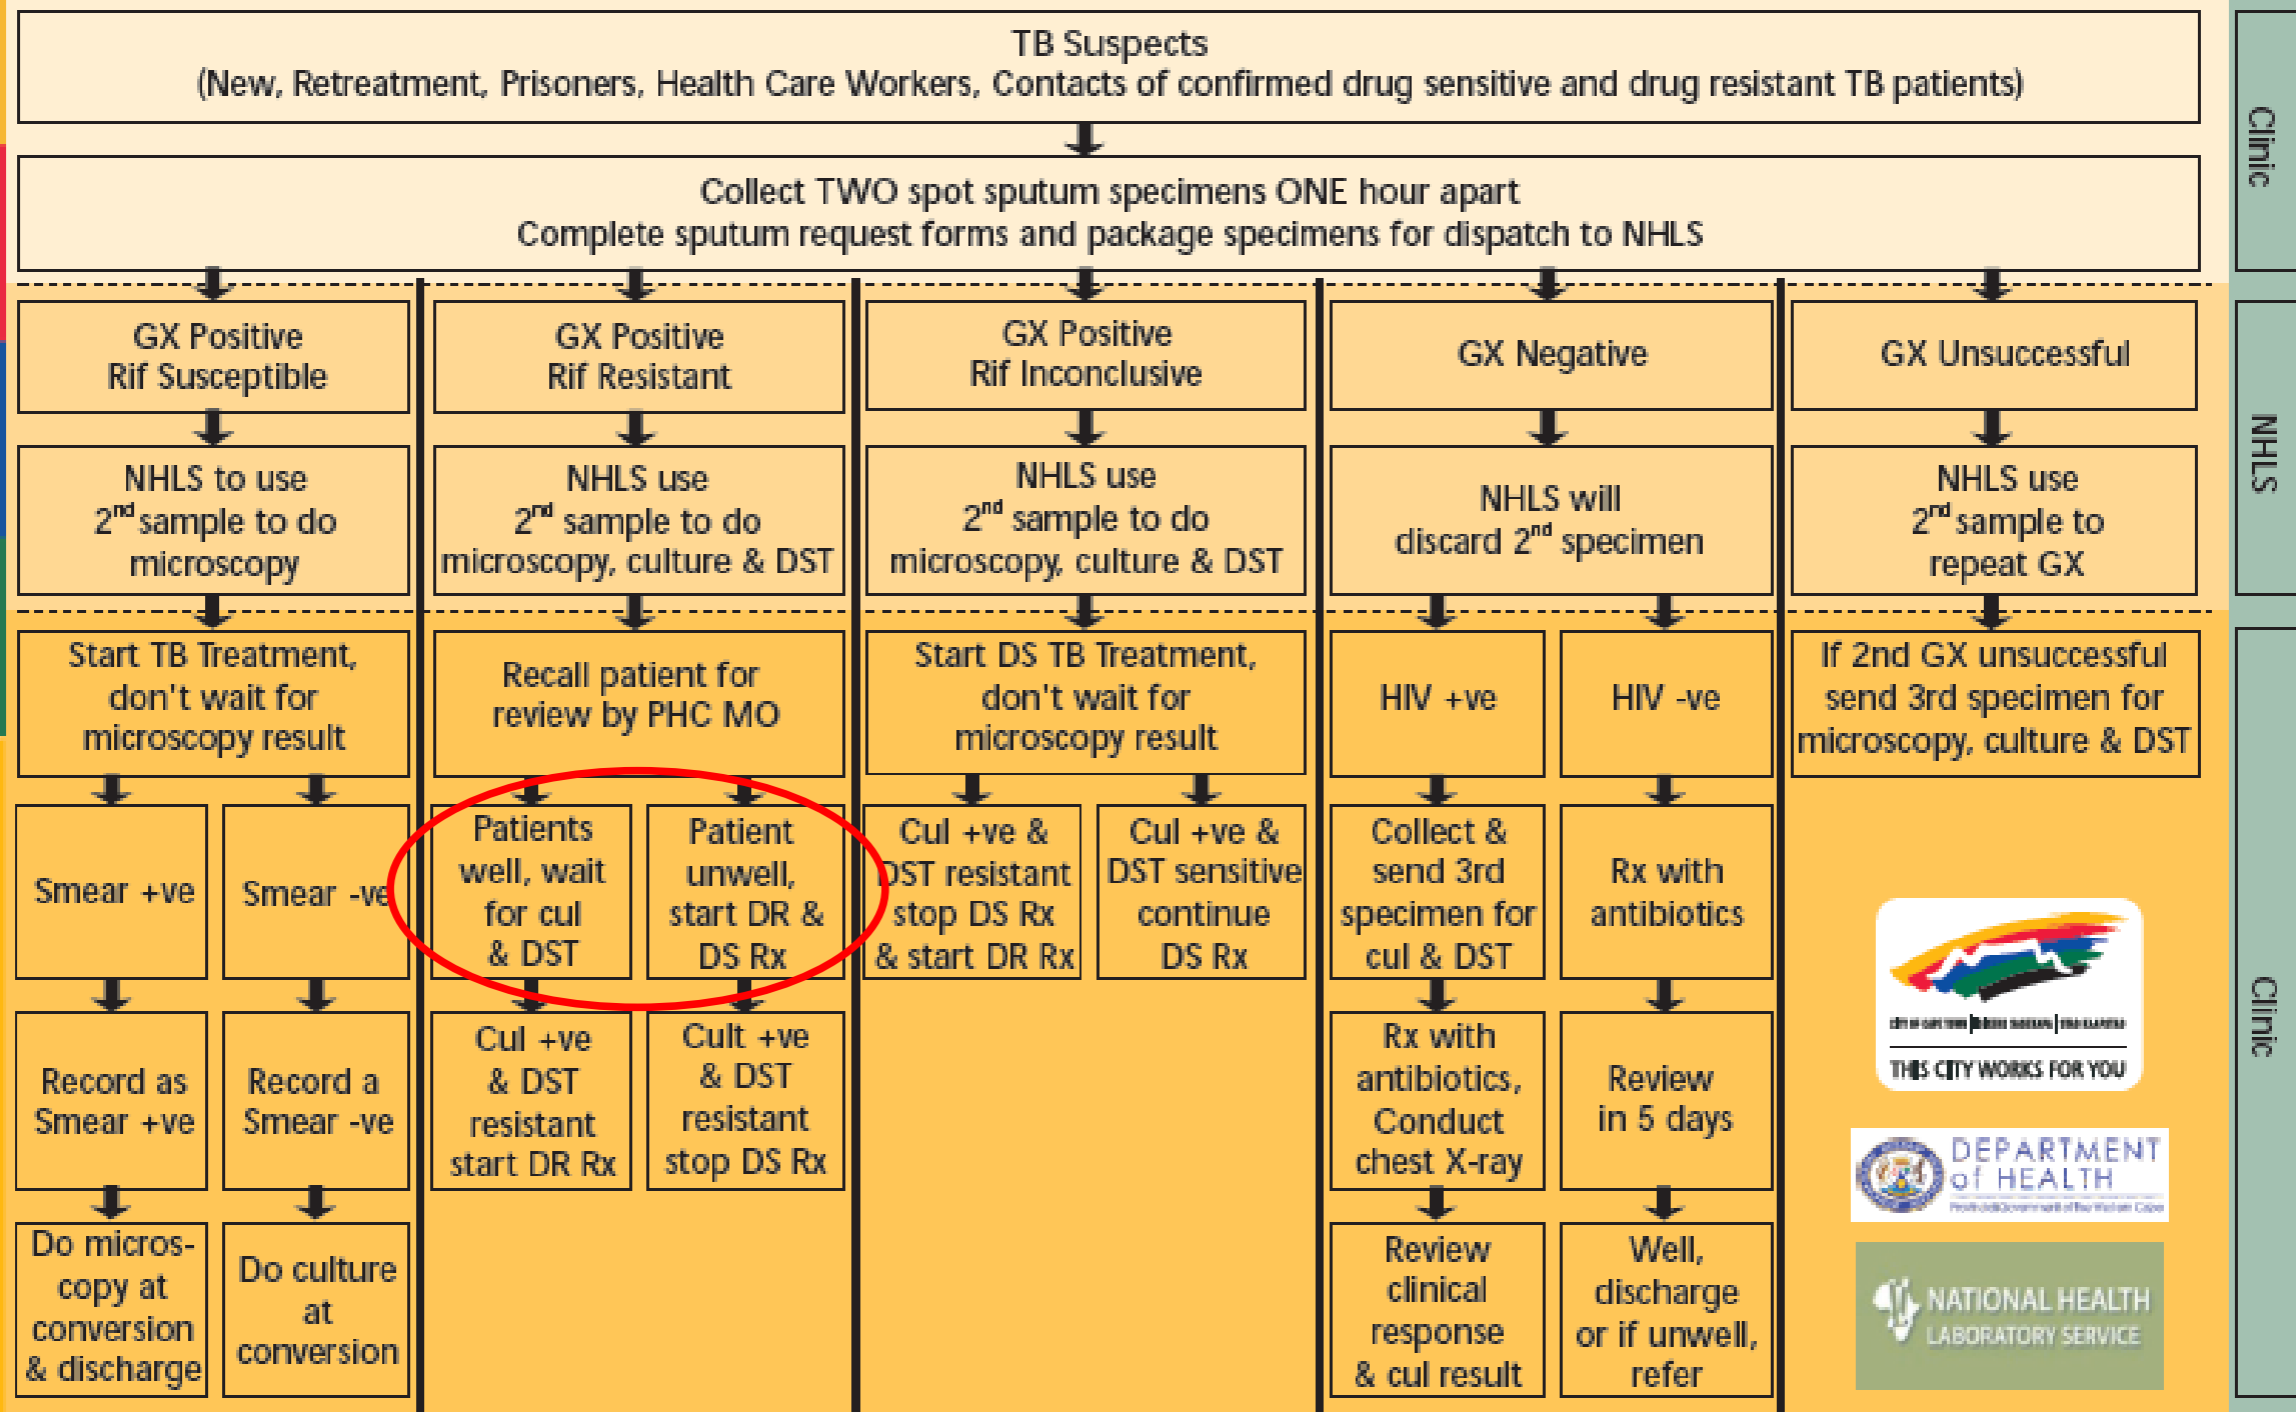 TB Suspects
(New, Retreatment, Prisoners, Health Care Workers, Contacts of confirmed drug sensitive and drug resistant TB patients)
Clinic
Collect TWO spot sputum specimens ONE hour apart
Complete sputum request forms and package specimens for dispatch to NHLS
GX Positive
Rif Susceptible
GX Positive
Rif Resistant
GX Positive
Rif Inconclusive
GX Negative
GX Unsuccessful
NHLS
NHLS to use
2nd sample to do
microscopy
NHLS use
2nd sample to do
microscopy, culture & DST
NHLS use
2nd sample to do
microscopy, culture & DST
NHLS will
discard 2nd specimen
NHLS use
2nd sample to
repeat GX
Start TB Treatment,
don't wait for
microscopy result
Recall patient for
review by PHC MO
Start DS TB Treatment,
don't wait for
microscopy result
HIV +ve
HIV -ve
If 2nd GX unsuccessful
send 3rd specimen for
microscopy, culture & DST
Clinic
Smear +ve
Smear -ve
Patients
well, wait
for cul
& DST
Patient
unwell,
start DR &
DS Rx
Cul +ve &
DST resistant
stop DS Rx
& start DR Rx
Cul +ve &
DST sensitive
continue
DS Rx
Collect &
send 3rd
specimen for
cul & DST
Rx with
antibiotics
Record as
Smear +ve
Record a
Smear -ve
Cul +ve
& DST
resistant
start DR Rx
Cult +ve
& DST
resistant
stop DS Rx
Rx with
antibiotics,
Conduct
chest X-ray
Review
in 5 days
Do micros-
copy at
conversion
& discharge
Do culture
at
conversion
Review
clinical
response
& cul result
Well,
discharge
or if unwell,
refer
THIS CITY WORKS FOR YOU
DEPARTMENT
of HEALTH
NATIONAL HEALTH
LABORATORY SERVICE